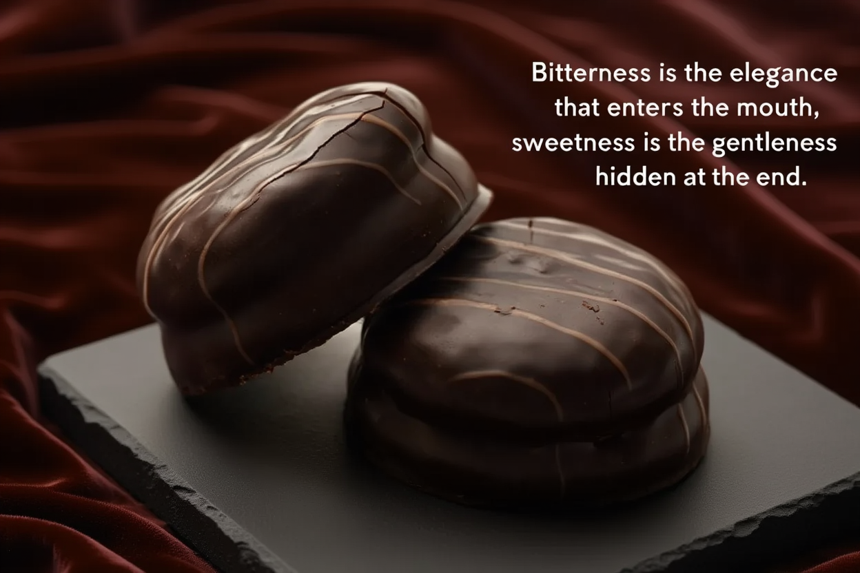 Bitterness is the elegance
that enters the mouth,
sweetness is the gentleness
hidden at the end.